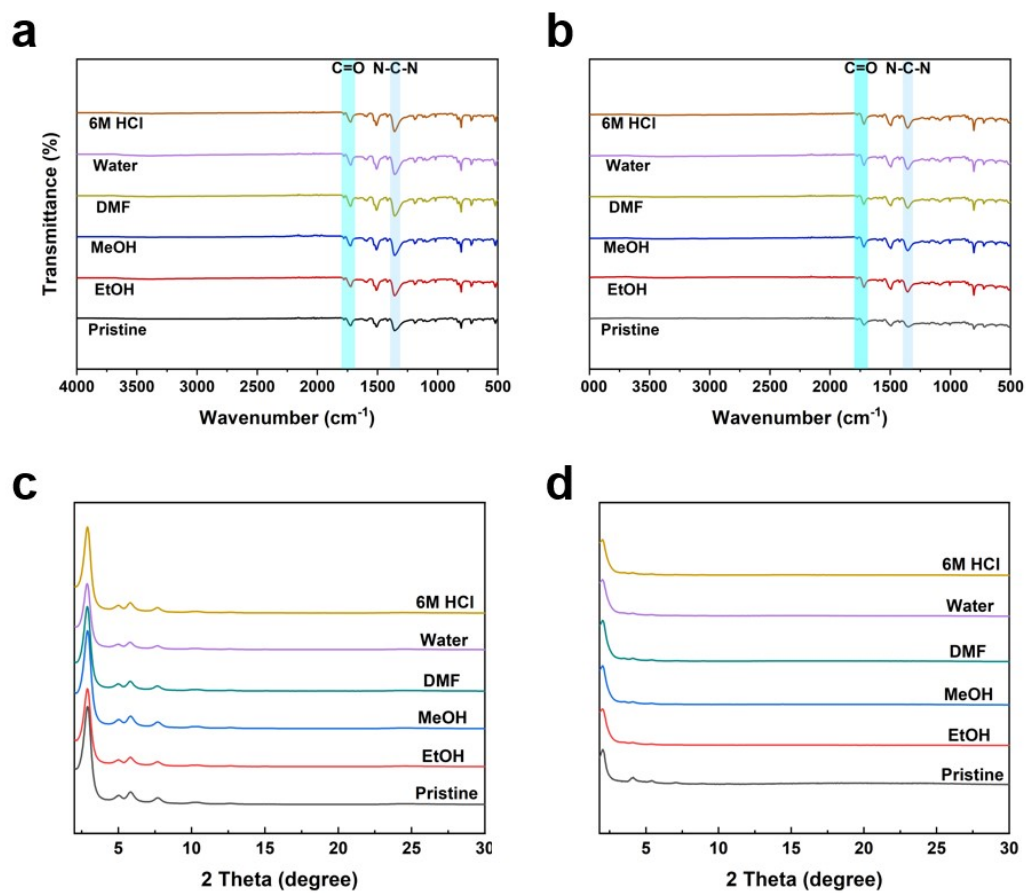 a
C=O N-C-N
Transmittance (%)
6M HCl
Water
DMF
MeOH
EtOH
Pristine
4000 3500 3000 2500 2000 1500 1000 500
Wavenumber (cm⁻¹)
b
C=O N-C-N
6M HCl
Water
DMF
MeOH
EtOH
Pristine
000 3500 3000 2500 2000 1500 1000 500
Wavenumber (cm⁻¹)
c
6M HCl
Water
DMF
MeOH
EtOH
Pristine
5 10 15 20 25 30
2 Theta (degree)
d
6M HCl
Water
DMF
MeOH
EtOH
Pristine
5 10 15 20 25 30
2 Theta (degree)